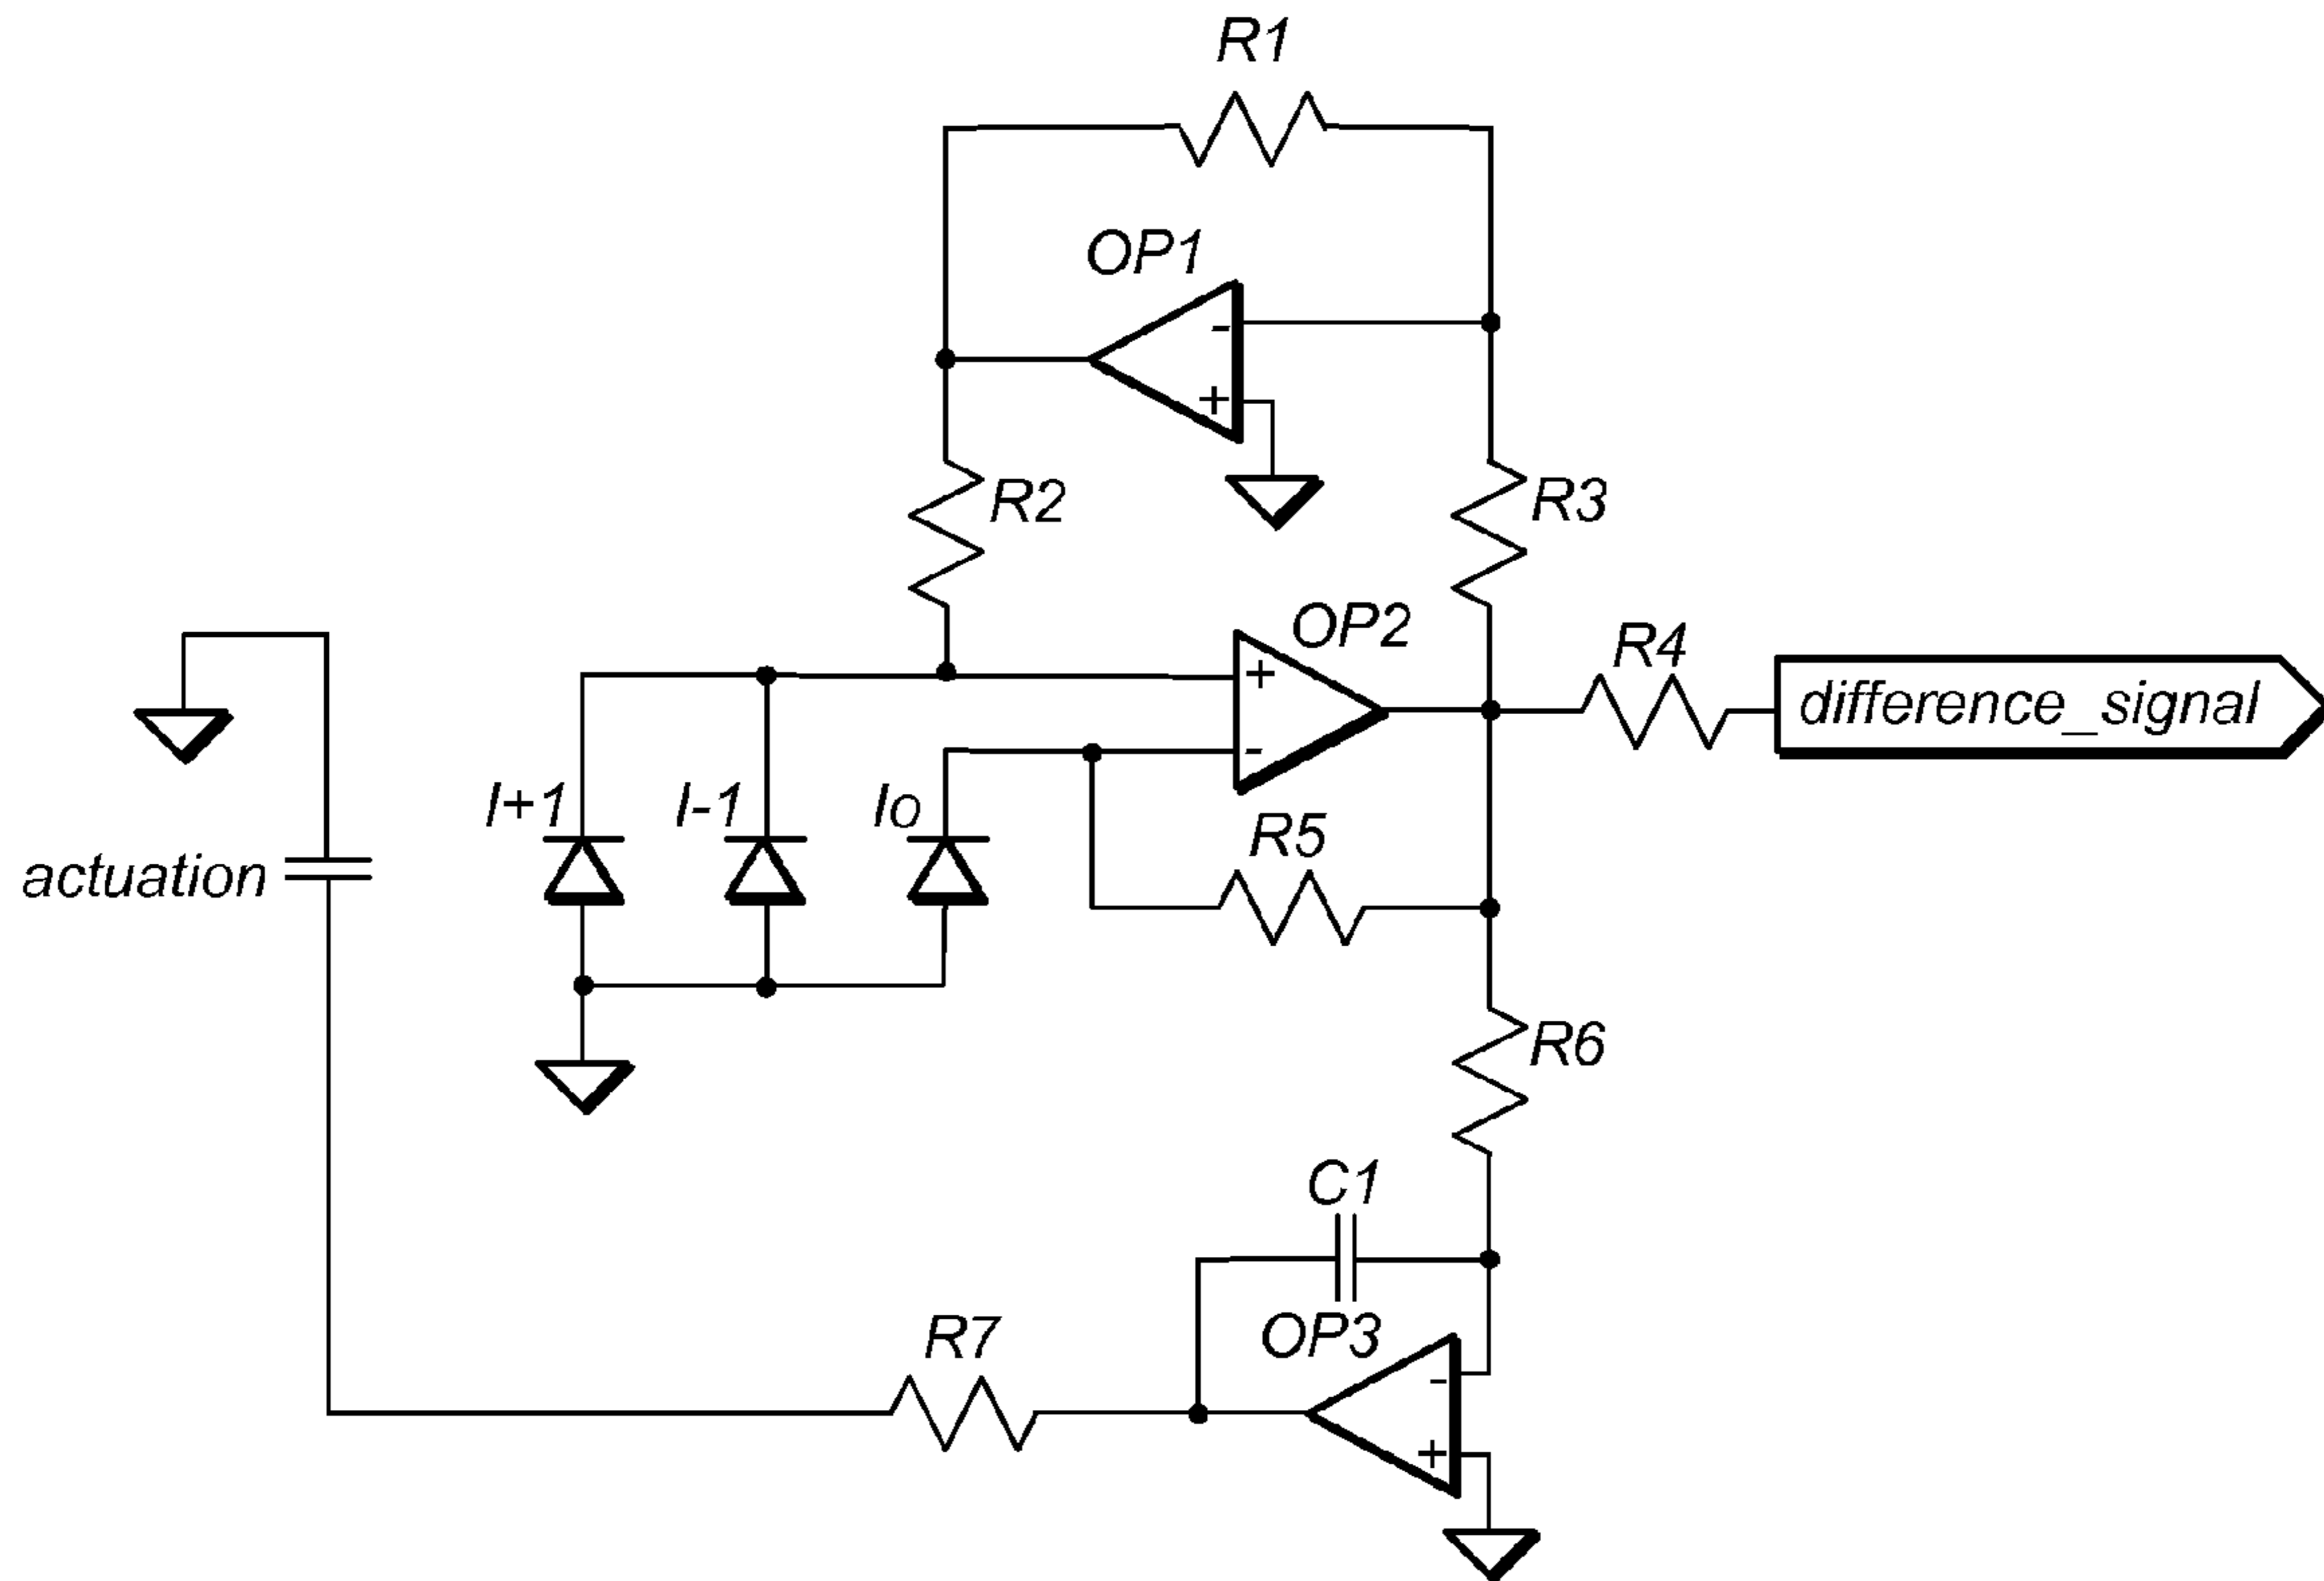 R1
OP1
R2
R3
OP2
R4
difference_signal
I+1
I-1
Io
R5
actuation
R6
C1
OP3
R7
-
+
+
-
-
+